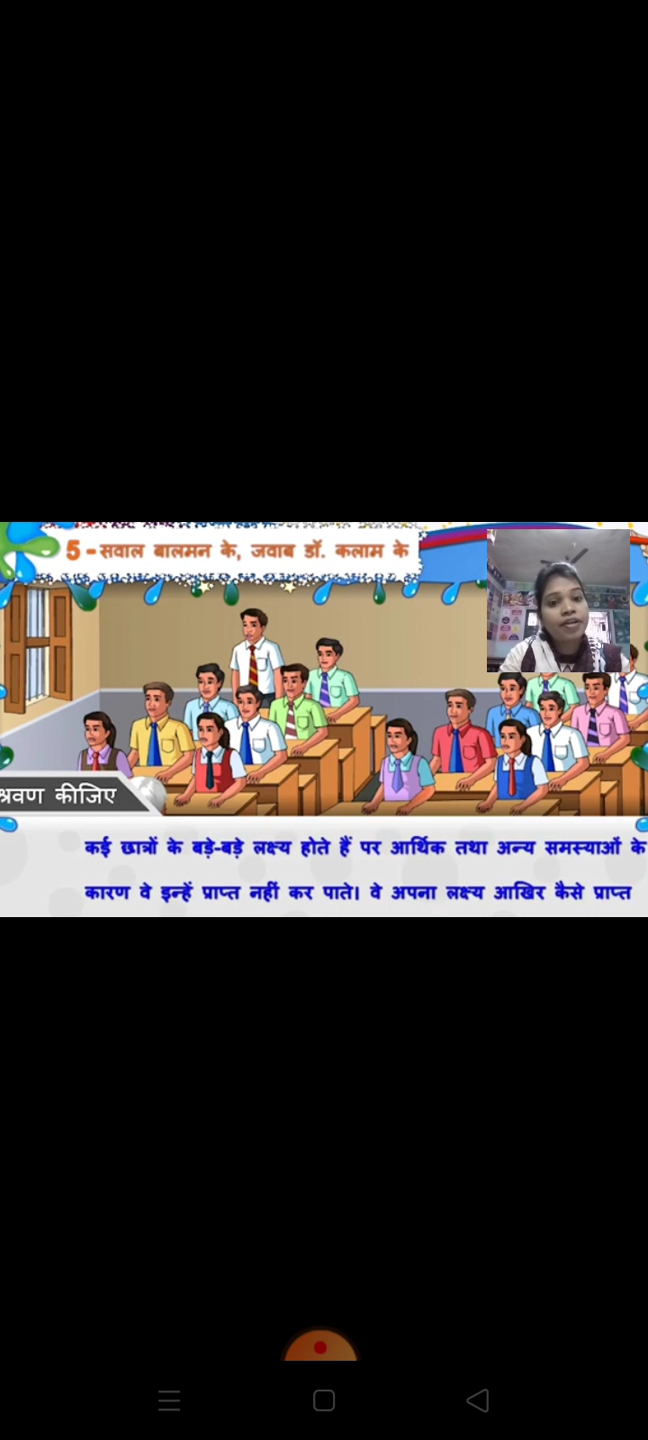 5 - सवाल बालमन के, जवाब डॉ. कलाम के
श्रवण कीजिए
कई छात्रों के बड़े-बड़े लक्ष्य होते हैं पर आर्थिक तथा अन्य समस्याओं के
कारण वे इन्हें प्राप्त नहीं कर पाते। वे अपना लक्ष्य आखिर कैसे प्राप्त